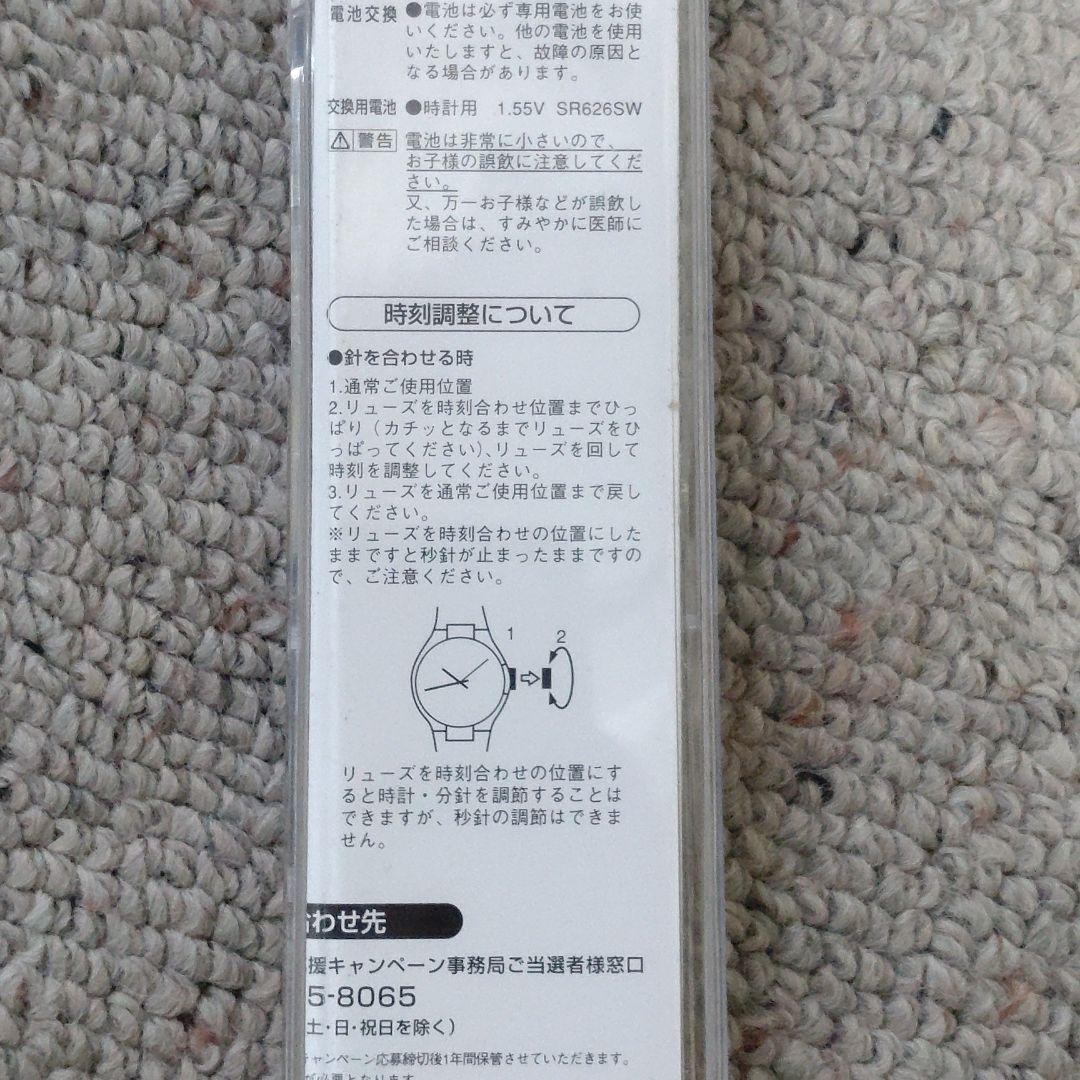 電池交換 ●電池は必ず専用電池をお使
いください。他の電池を使用
いたしますと、故障の原因と
なる場合があります。
交換用電池 ●時計用 1.55V SR626SW
⚠警告 電池は非常に小さいので、
お子様の誤飲に注意してくだ
さい。
又、万一お子様などが誤飲し
た場合は、すみやかに医師に
ご相談ください。
時刻調整について
●針を合わせる時
1.通常ご使用位置
2.リューズを時刻合わせ位置までひっ
ぱり（カチッとなるまでリューズをひ
っぱってください）、リューズを回して
時刻を調整してください。
3.リューズを通常ご使用位置まで戻し
てください。
※リューズを時刻合わせの位置にした
ままですと秒針が止まったままですの
で、ご注意ください。
1 2
リューズを時刻合わせの位置にす
ると時計・分針を調節することは
できますが、秒針の調節はできま
せん。
合わせ先
援キャンペーン事務局ご当選者様窓口
5-8065
土・日・祝日を除く）
キャンペーン応募締切後1年間保管させていただきます。
が必要となります